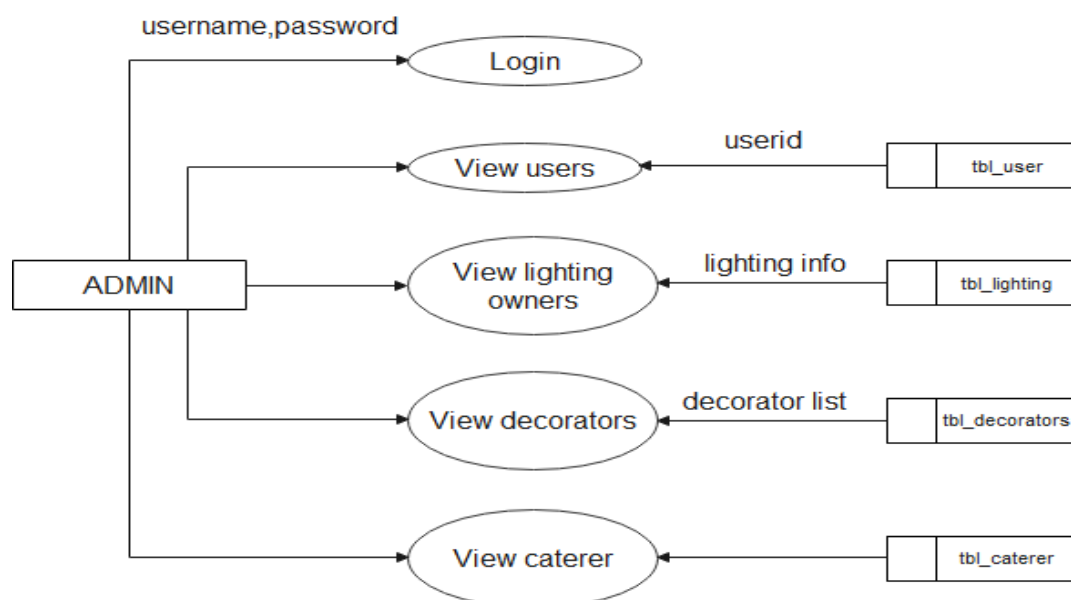 username,password
Login
userid
View users
tbl_user
lighting info
View lighting
owners
tbl_lighting
ADMIN
decorator list
View decorators
tbl_decorators
View caterer
tbl_caterer